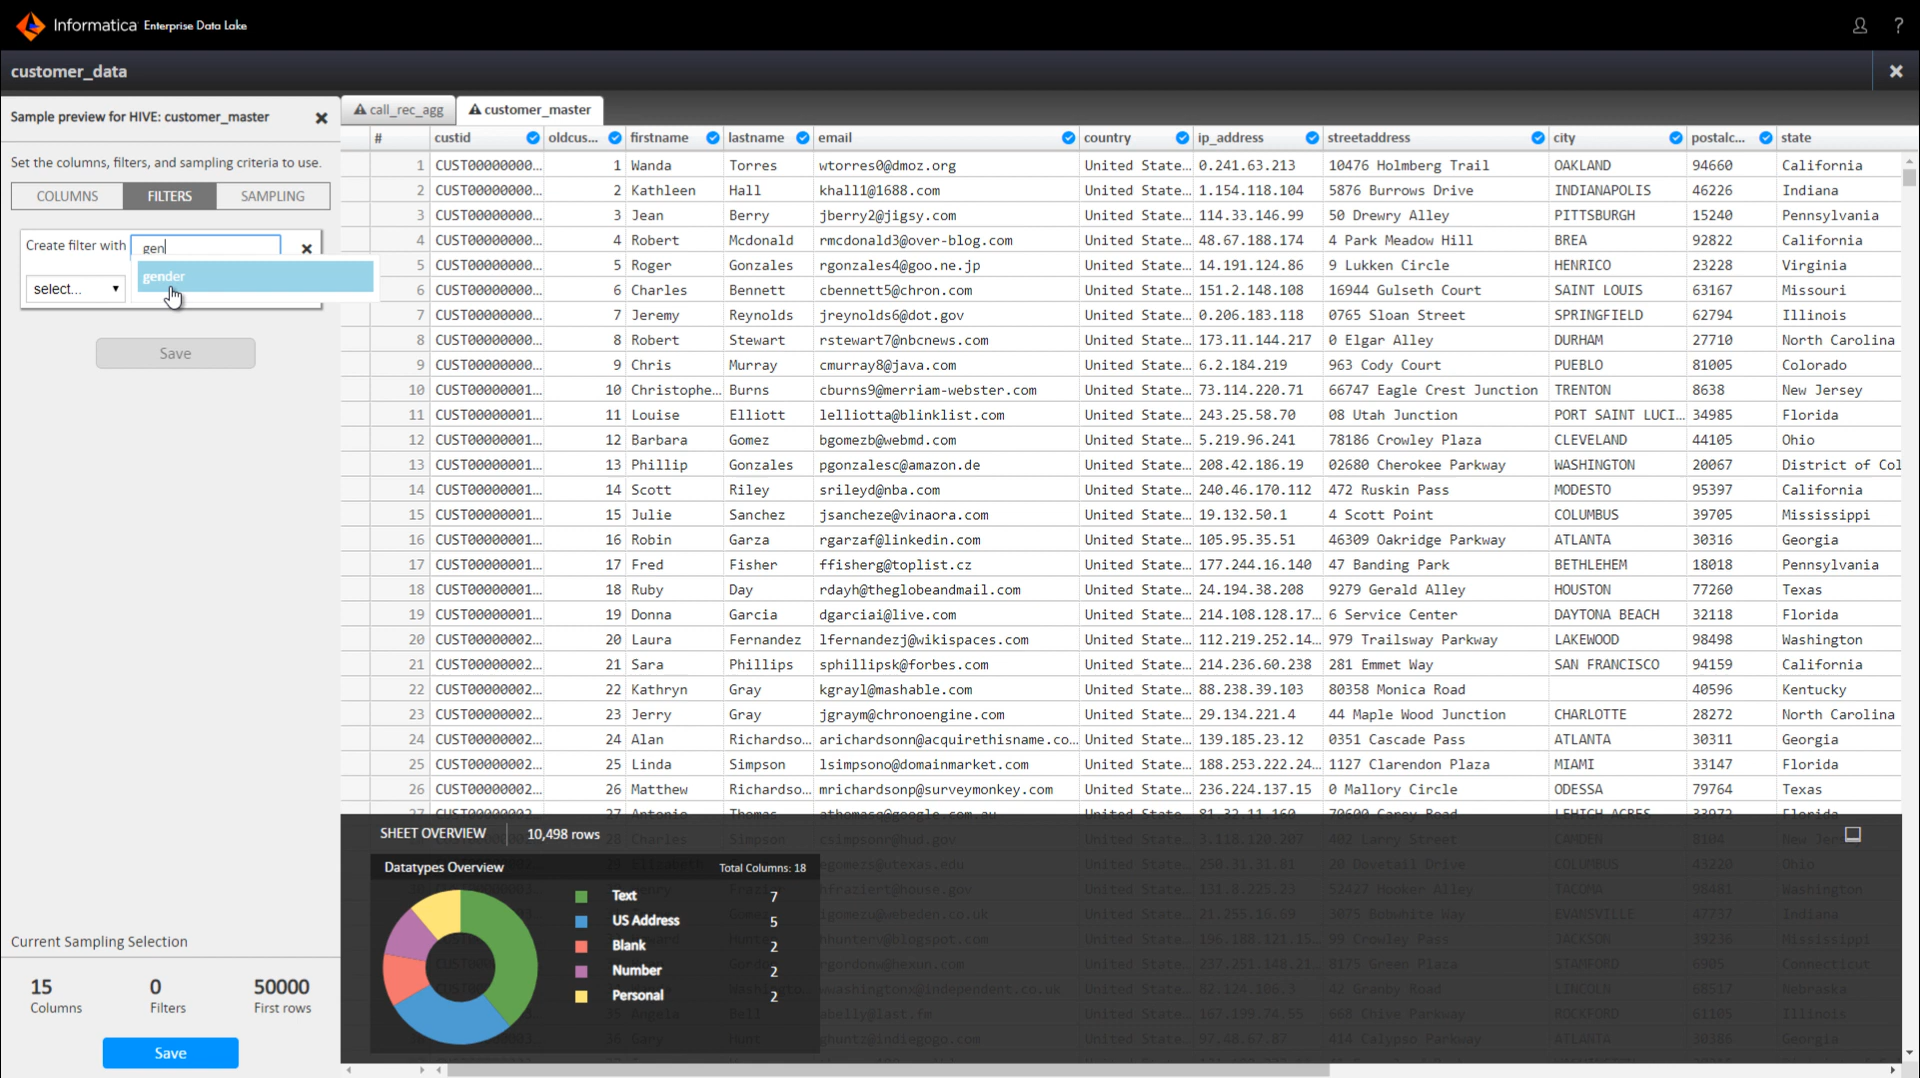 Informatica Enterprise Data Lake ?
customer_data
Sample preview for HIVE: customer_master
Set the columns, filters, and sampling criteria to use.
COLUMNS FILTERS SAMPLING
Create filter with gen
gender
select...
Save
Current Sampling Selection
15 0 50000
Columns Filters First rows
Save
call_rec_agg customer_master
# custid oldcus... firstname lastname email country ip_address streetaddress city postalc... state
1 CUST00000000... 1 Wanda Torres wtorres0@dmoz.org United State... 0.241.63.213 10476 Holmberg Trail OAKLAND 94660 California
2 CUST00000000... 2 Kathleen Hall khall1@1688.com United State... 1.154.118.104 5876 Burrows Drive INDIANAPOLIS 46226 Indiana
3 CUST00000000... 3 Jean Berry jberry2@jigsy.com United State... 114.33.146.99 50 Drewry Alley PITTSBURGH 15240 Pennsylvania
4 CUST00000000... 4 Robert Mcdonald rmcdonald3@over-blog.com United State... 48.67.188.174 4 Park Meadow Hill BREA 92822 California
5 CUST00000000... 5 Roger Gonzales rgonzales4@goo.ne.jp United State... 14.191.124.86 9 Lukken Circle HENRICO 23228 Virginia
6 CUST00000000... 6 Charles Bennett cbennett5@chron.com United State... 151.2.148.108 16944 Gulseth Court SAINT LOUIS 63167 Missouri
7 CUST00000000... 7 Jeremy Reynolds jreynolds6@dot.gov United State... 0.206.183.118 0765 Sloan Street SPRINGFIELD 62794 Illinois
8 CUST00000000... 8 Robert Stewart rstewart7@nbcnews.com United State... 173.11.144.217 0 Elgar Alley DURHAM 27710 North Carolina
9 CUST00000000... 9 Chris Murray cmurray8@java.com United State... 6.2.184.219 963 Cody Court PUEBLO 81005 Colorado
10 CUST00000001... 10 Christophe... Burns cburns9@merriam-webster.com United State... 73.114.220.71 66747 Eagle Crest Junction TRENTON 8638 New Jersey
11 CUST00000001... 11 Louise Elliott lelliotta@blinklist.com United State... 243.25.58.70 08 Utah Junction PORT SAINT LUCI... 34985 Florida
12 CUST00000001... 12 Barbara Gomez bgomezb@webmd.com United State... 5.219.96.241 78186 Crowley Plaza CLEVELAND 44105 Ohio
13 CUST00000001... 13 Phillip Gonzales pgonzalesc@amazon.de United State... 208.42.186.19 02680 Cherokee Parkway WASHINGTON 20067 District of Col
14 CUST00000001... 14 Scott Riley srileyd@nba.com United State... 240.46.170.112 472 Ruskin Pass MODESTO 95397 California
15 CUST00000001... 15 Julie Sanchez jsancheze@vinaora.com United State... 19.132.50.1 4 Scott Point COLUMBUS 39705 Mississippi
16 CUST00000001... 16 Robin Garza rgarzaf@linkedin.com United State... 105.95.35.51 46309 Oakridge Parkway ATLANTA 30316 Georgia
17 CUST00000001... 17 Fred Fisher ffisherg@toplist.cz United State... 177.244.16.140 47 Banding Park BETHLEHEM 18018 Pennsylvania
18 CUST00000001... 18 Ruby Day rdayh@theglobeandmail.com United State... 24.194.38.208 9279 Gerald Alley HOUSTON 77260 Texas
19 CUST00000001... 19 Donna Garcia dgarciai@live.com United State... 214.108.128.17... 6 Service Center DAYTONA BEACH 32118 Florida
20 CUST00000002... 20 Laura Fernandez lfernandezj@wikispaces.com United State... 112.219.252.14... 979 Trailsway Parkway LAKEWOOD 98498 Washington
21 CUST00000002... 21 Sara Phillips sphillipsk@forbes.com United State... 214.236.60.238 281 Emmet Way SAN FRANCISCO 94159 California
22 CUST00000002... 22 Kathryn Gray kgrayl@mashable.com United State... 88.238.39.103 80358 Monica Road 40596 Kentucky
23 CUST00000002... 23 Jerry Gray jgraym@chronoengine.com United State... 29.134.221.4 44 Maple Wood Junction CHARLOTTE 28272 North Carolina
24 CUST00000002... 24 Alan Richardso... arichardsonn@acquirethisname.co... United State... 139.185.23.12 0351 Cascade Pass ATLANTA 30311 Georgia
25 CUST00000002... 25 Linda Simpson lsimpsono@domainmarket.com United State... 188.253.222.24... 1127 Clarendon Plaza MIAMI 33147 Florida
26 CUST00000002... 26 Matthew Richardso... mrichardsonp@surveymonkey.com United State... 236.224.137.15 0 Mallory Circle ODESSA 79764 Texas
SHEET OVERVIEW 10,498 rows
Datatypes Overview Total Columns: 18
Text 7
US Address 5
Blank 2
Number 2
Personal 2